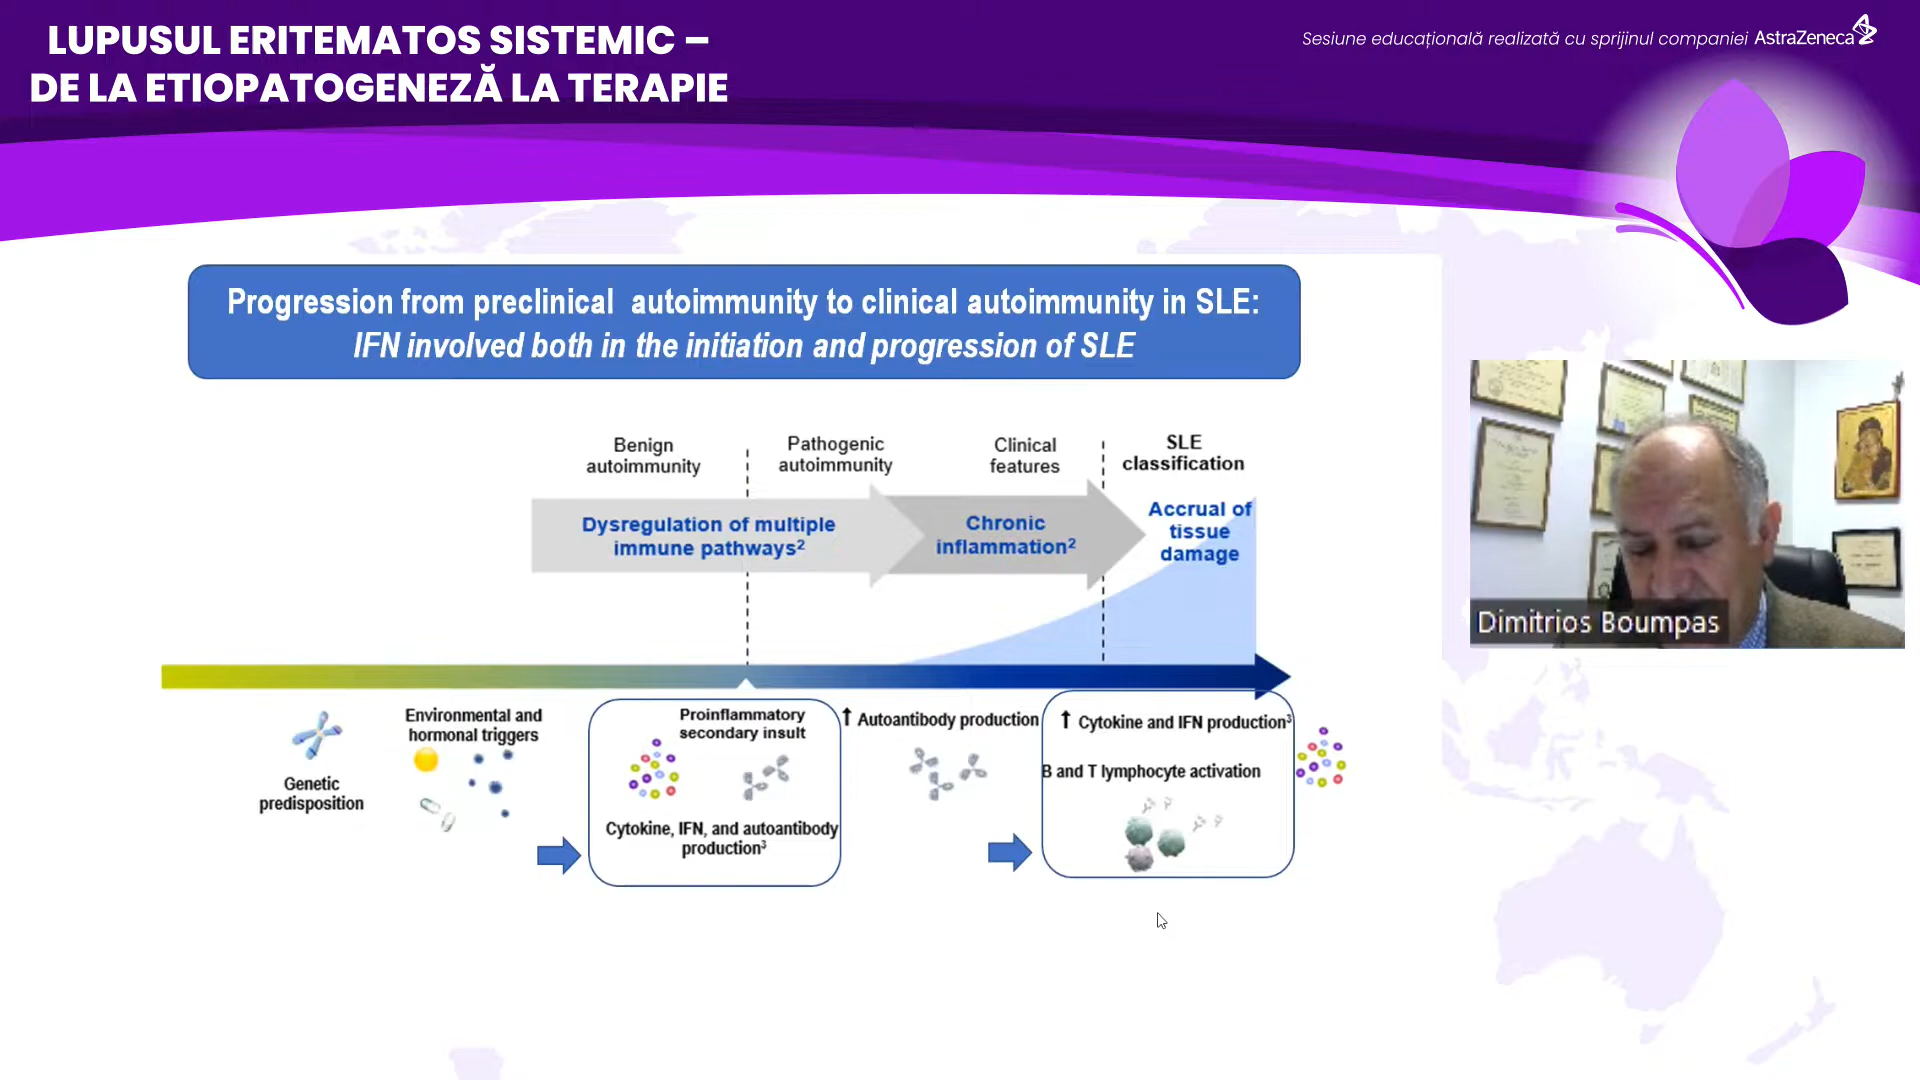 LUPUSUL ERITEMATOS SISTEMIC –
DE LA ETIOPATOGENEZĂ LA TERAPIE
Sesiune educațională realizată cu sprijinul companiei AstraZeneca
Progression from preclinical autoimmunity to clinical autoimmunity in SLE:
IFN involved both in the initiation and progression of SLE
Benign
autoimmunity
Pathogenic
autoimmunity
Clinical
features
SLE
classification
Dysregulation of multiple
immune pathways²
Chronic
inflammation²
Accrual of
tissue
damage
Genetic
predisposition
Environmental and
hormonal triggers
Proinflammatory
secondary insult
Cytokine, IFN, and autoantibody
production³
↑ Autoantibody production
↑ Cytokine and IFN production³
B and T lymphocyte activation
Dimitrios Boumpas